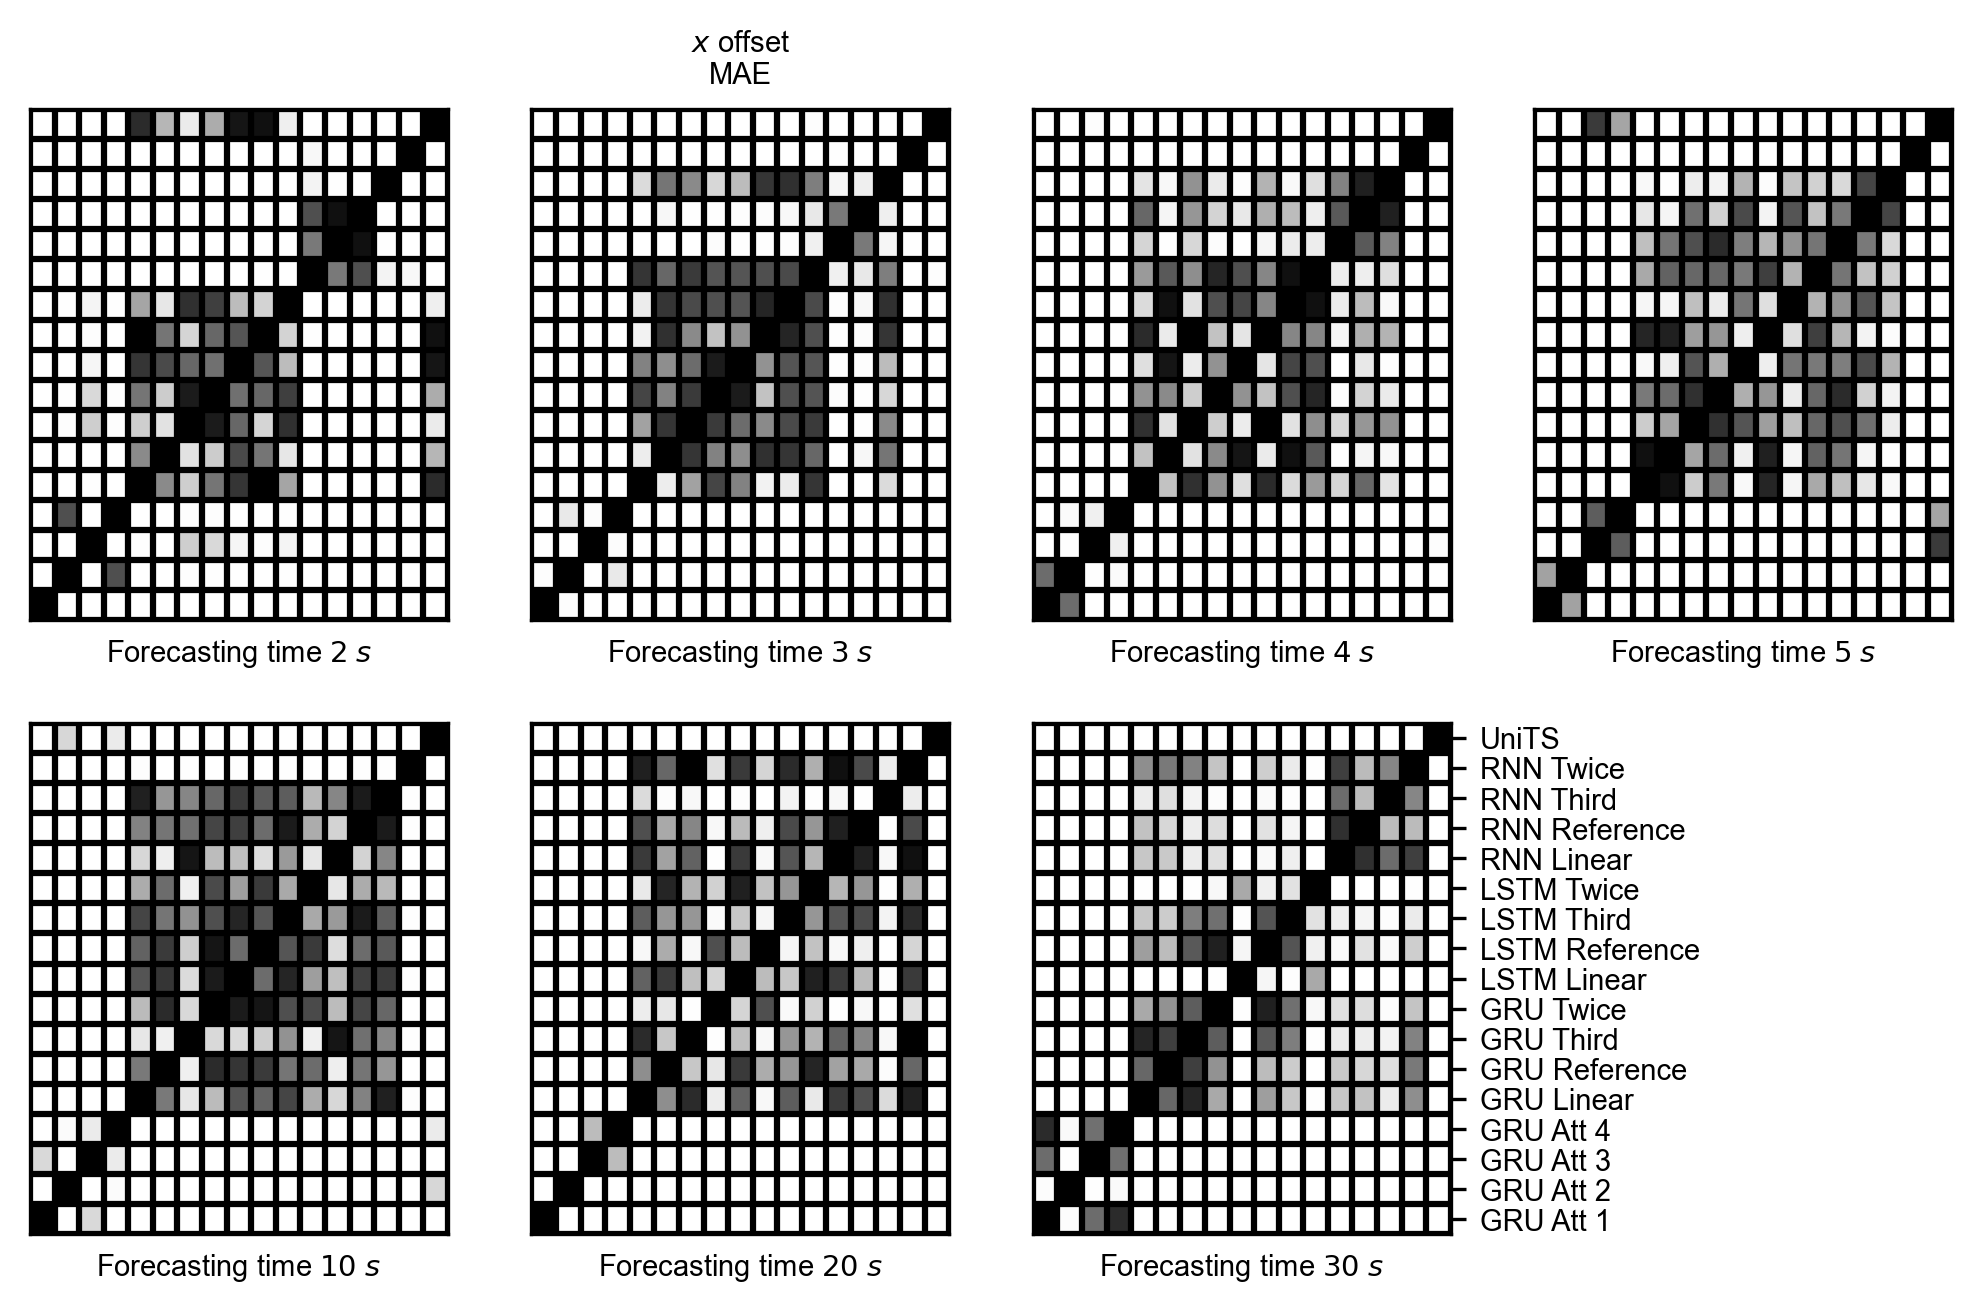 x offset
MAE
Forecasting time 2 s
Forecasting time 3 s
Forecasting time 4 s
Forecasting time 5 s
UniTS
RNN Twice
RNN Third
RNN Reference
RNN Linear
LSTM Twice
LSTM Third
LSTM Reference
LSTM Linear
GRU Twice
GRU Third
GRU Reference
GRU Linear
GRU Att 4
GRU Att 3
GRU Att 2
GRU Att 1
Forecasting time 10 s
Forecasting time 20 s
Forecasting time 30 s